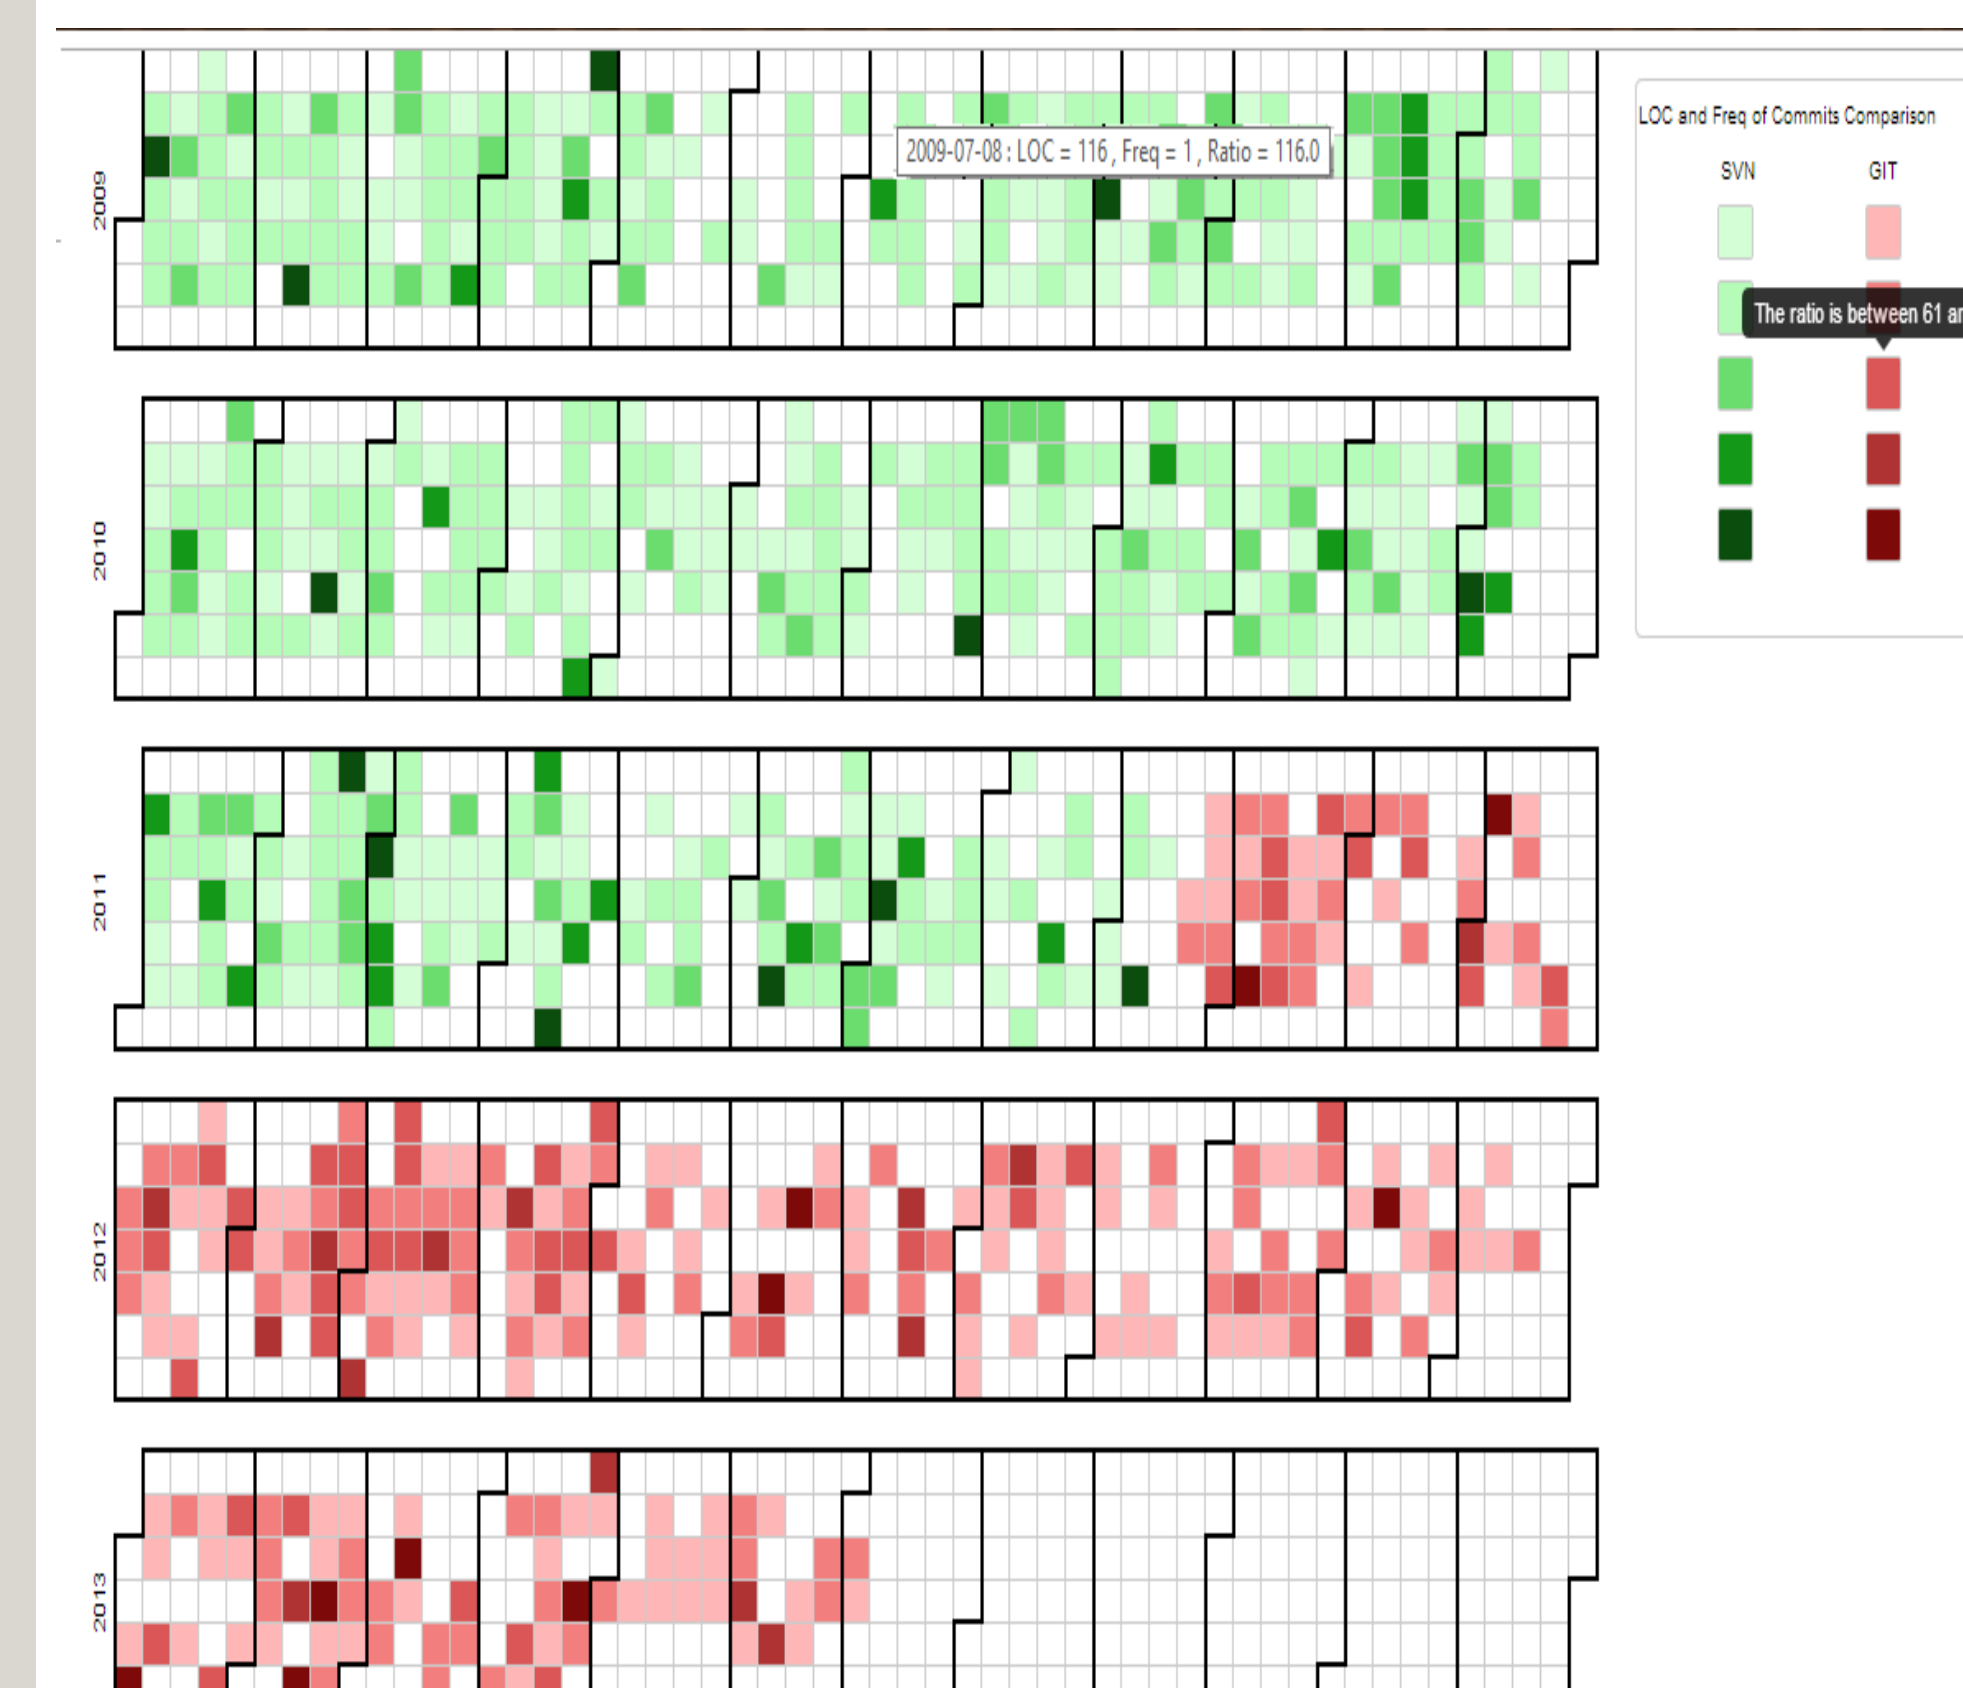 LOC and Freq of Commits Comparison
SVN GIT
2009-07-08 : LOC = 116 , Freq = 1 , Ratio = 116.0
2009
The ratio is between 61
2010
2011
2012
2013